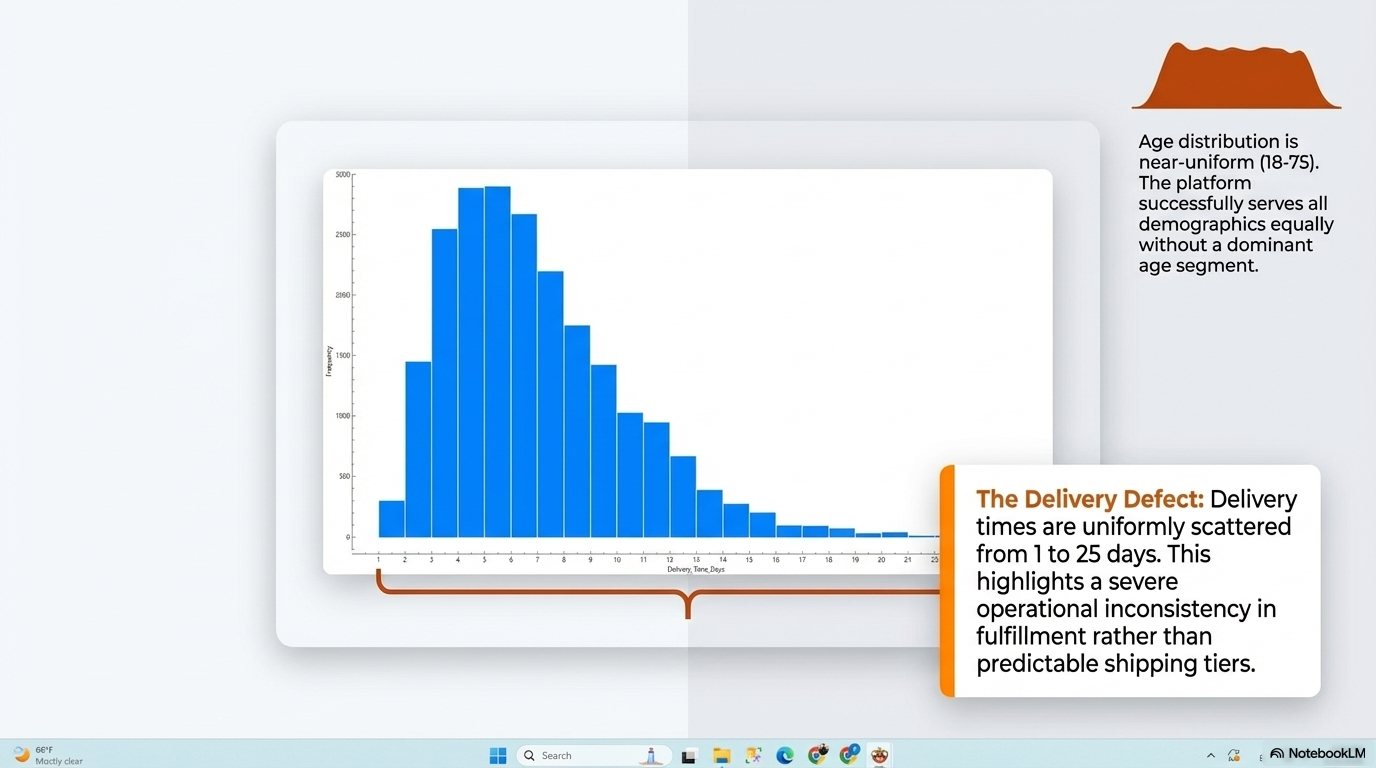 Age distribution is
near-uniform (18-75).
The platform
successfully serves all
demographics equally
without a dominant
age segment.
5000
2500
2000
1500
1000
500
0
1 2 3 4 5 6 7 8 9 10 11 12 13 14 15 16 17 18 19 20 21 25
Delivery_Time_Days
The Delivery Defect: Delivery
times are uniformly scattered
from 1 to 25 days. This
highlights a severe
operational inconsistency in
fulfillment rather than
predictable shipping tiers.
66°F
Search
NotebookLM